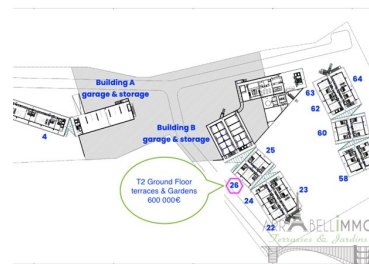 Building A
garage & storage
64
63
62
Building B
garage & storage
4
60
25
T2 Ground Floor
terraces & Gardens
600 000€
26
58
24
23
22
ABELLIMMO
Terrasses & Jardins